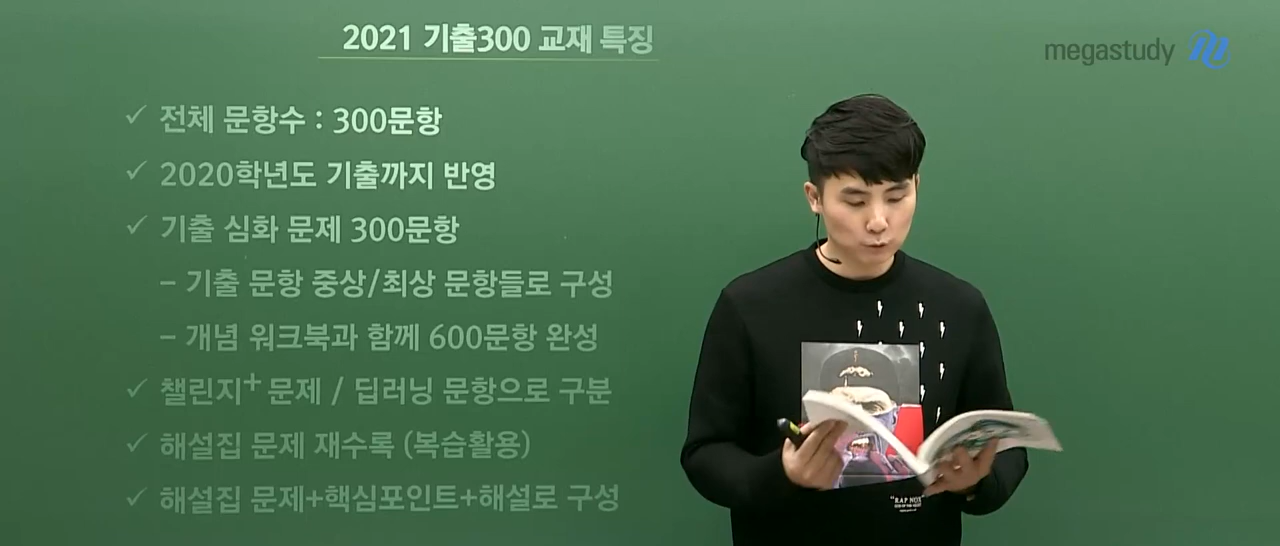 2021 기출300 교재 특징
megastudy
✓ 전체 문항수 : 300문항
✓ 2020학년도 기출까지 반영
✓ 기출 심화 문제 300문항
– 기출 문항 중상/최상 문항들로 구성
– 개념 워크북과 함께 600문항 완성
✓ 챌린지+ 문제 / 딥러닝 문항으로 구분
✓ 해설집 문제 재수록 (복습활용)
✓ 해설집 문제+핵심포인트+해설로 구성